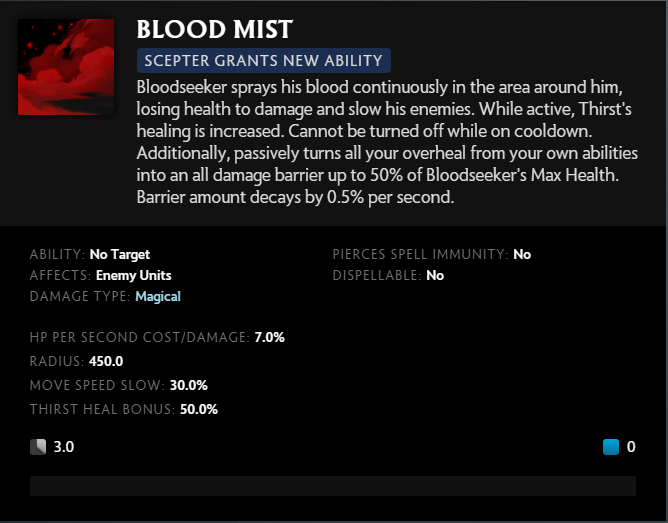 BLOOD MIST
SCEPTER GRANTS NEW ABILITY
Bloodseeker sprays his blood continuously in the area around him,
losing health to damage and slow his enemies. While active, Thirst's
healing is increased. Cannot be turned off while on cooldown.
Additionally, passively turns all your overheal from your own abilities
into an all damage barrier up to 50% of Bloodseeker's Max Health.
Barrier amount decays by 0.5% per second.
ABILITY: No Target
AFFECTS: Enemy Units
DAMAGE TYPE: Magical
PIERCES SPELL IMMUNITY: No
DISPELLABLE: No
HP PER SECOND COST/DAMAGE: 7.0%
RADIUS: 450.0
MOVE SPEED SLOW: 30.0%
THIRST HEAL BONUS: 50.0%
3.0
0